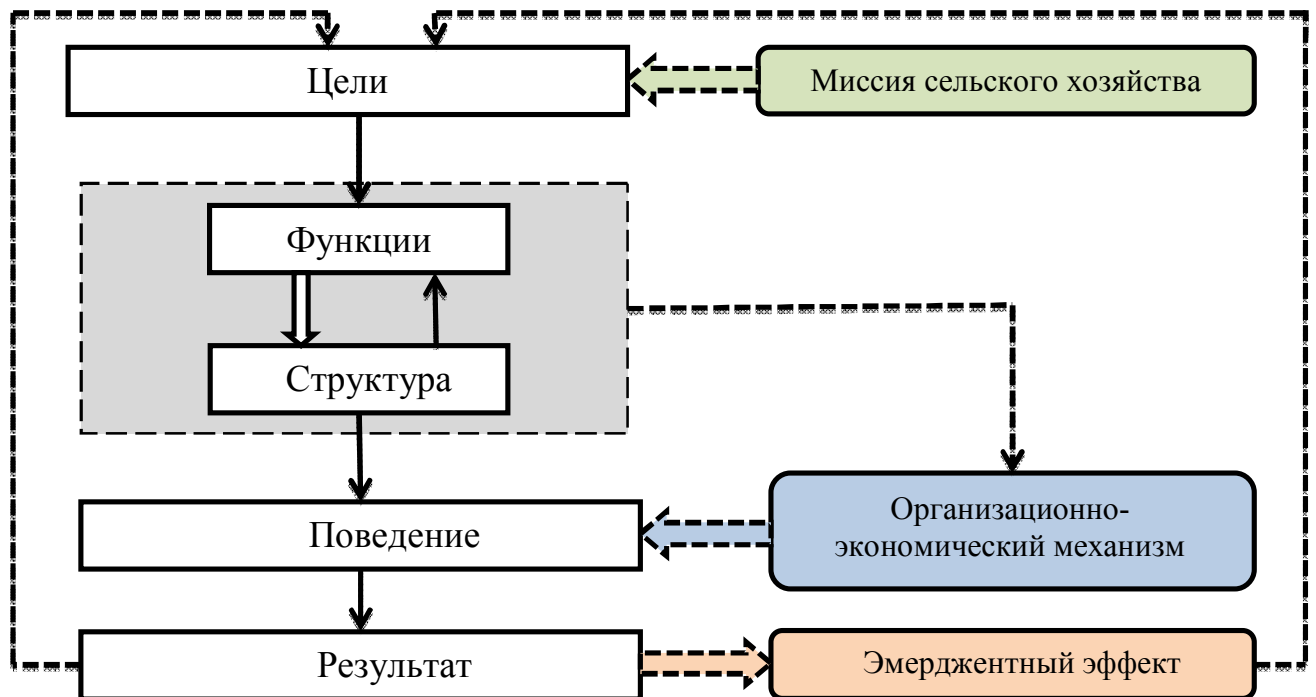 Цели
Миссия сельского хозяйства
Функции
Структура
Поведение
Организационно-
экономический механизм
Результат
Эмерджентный эффект